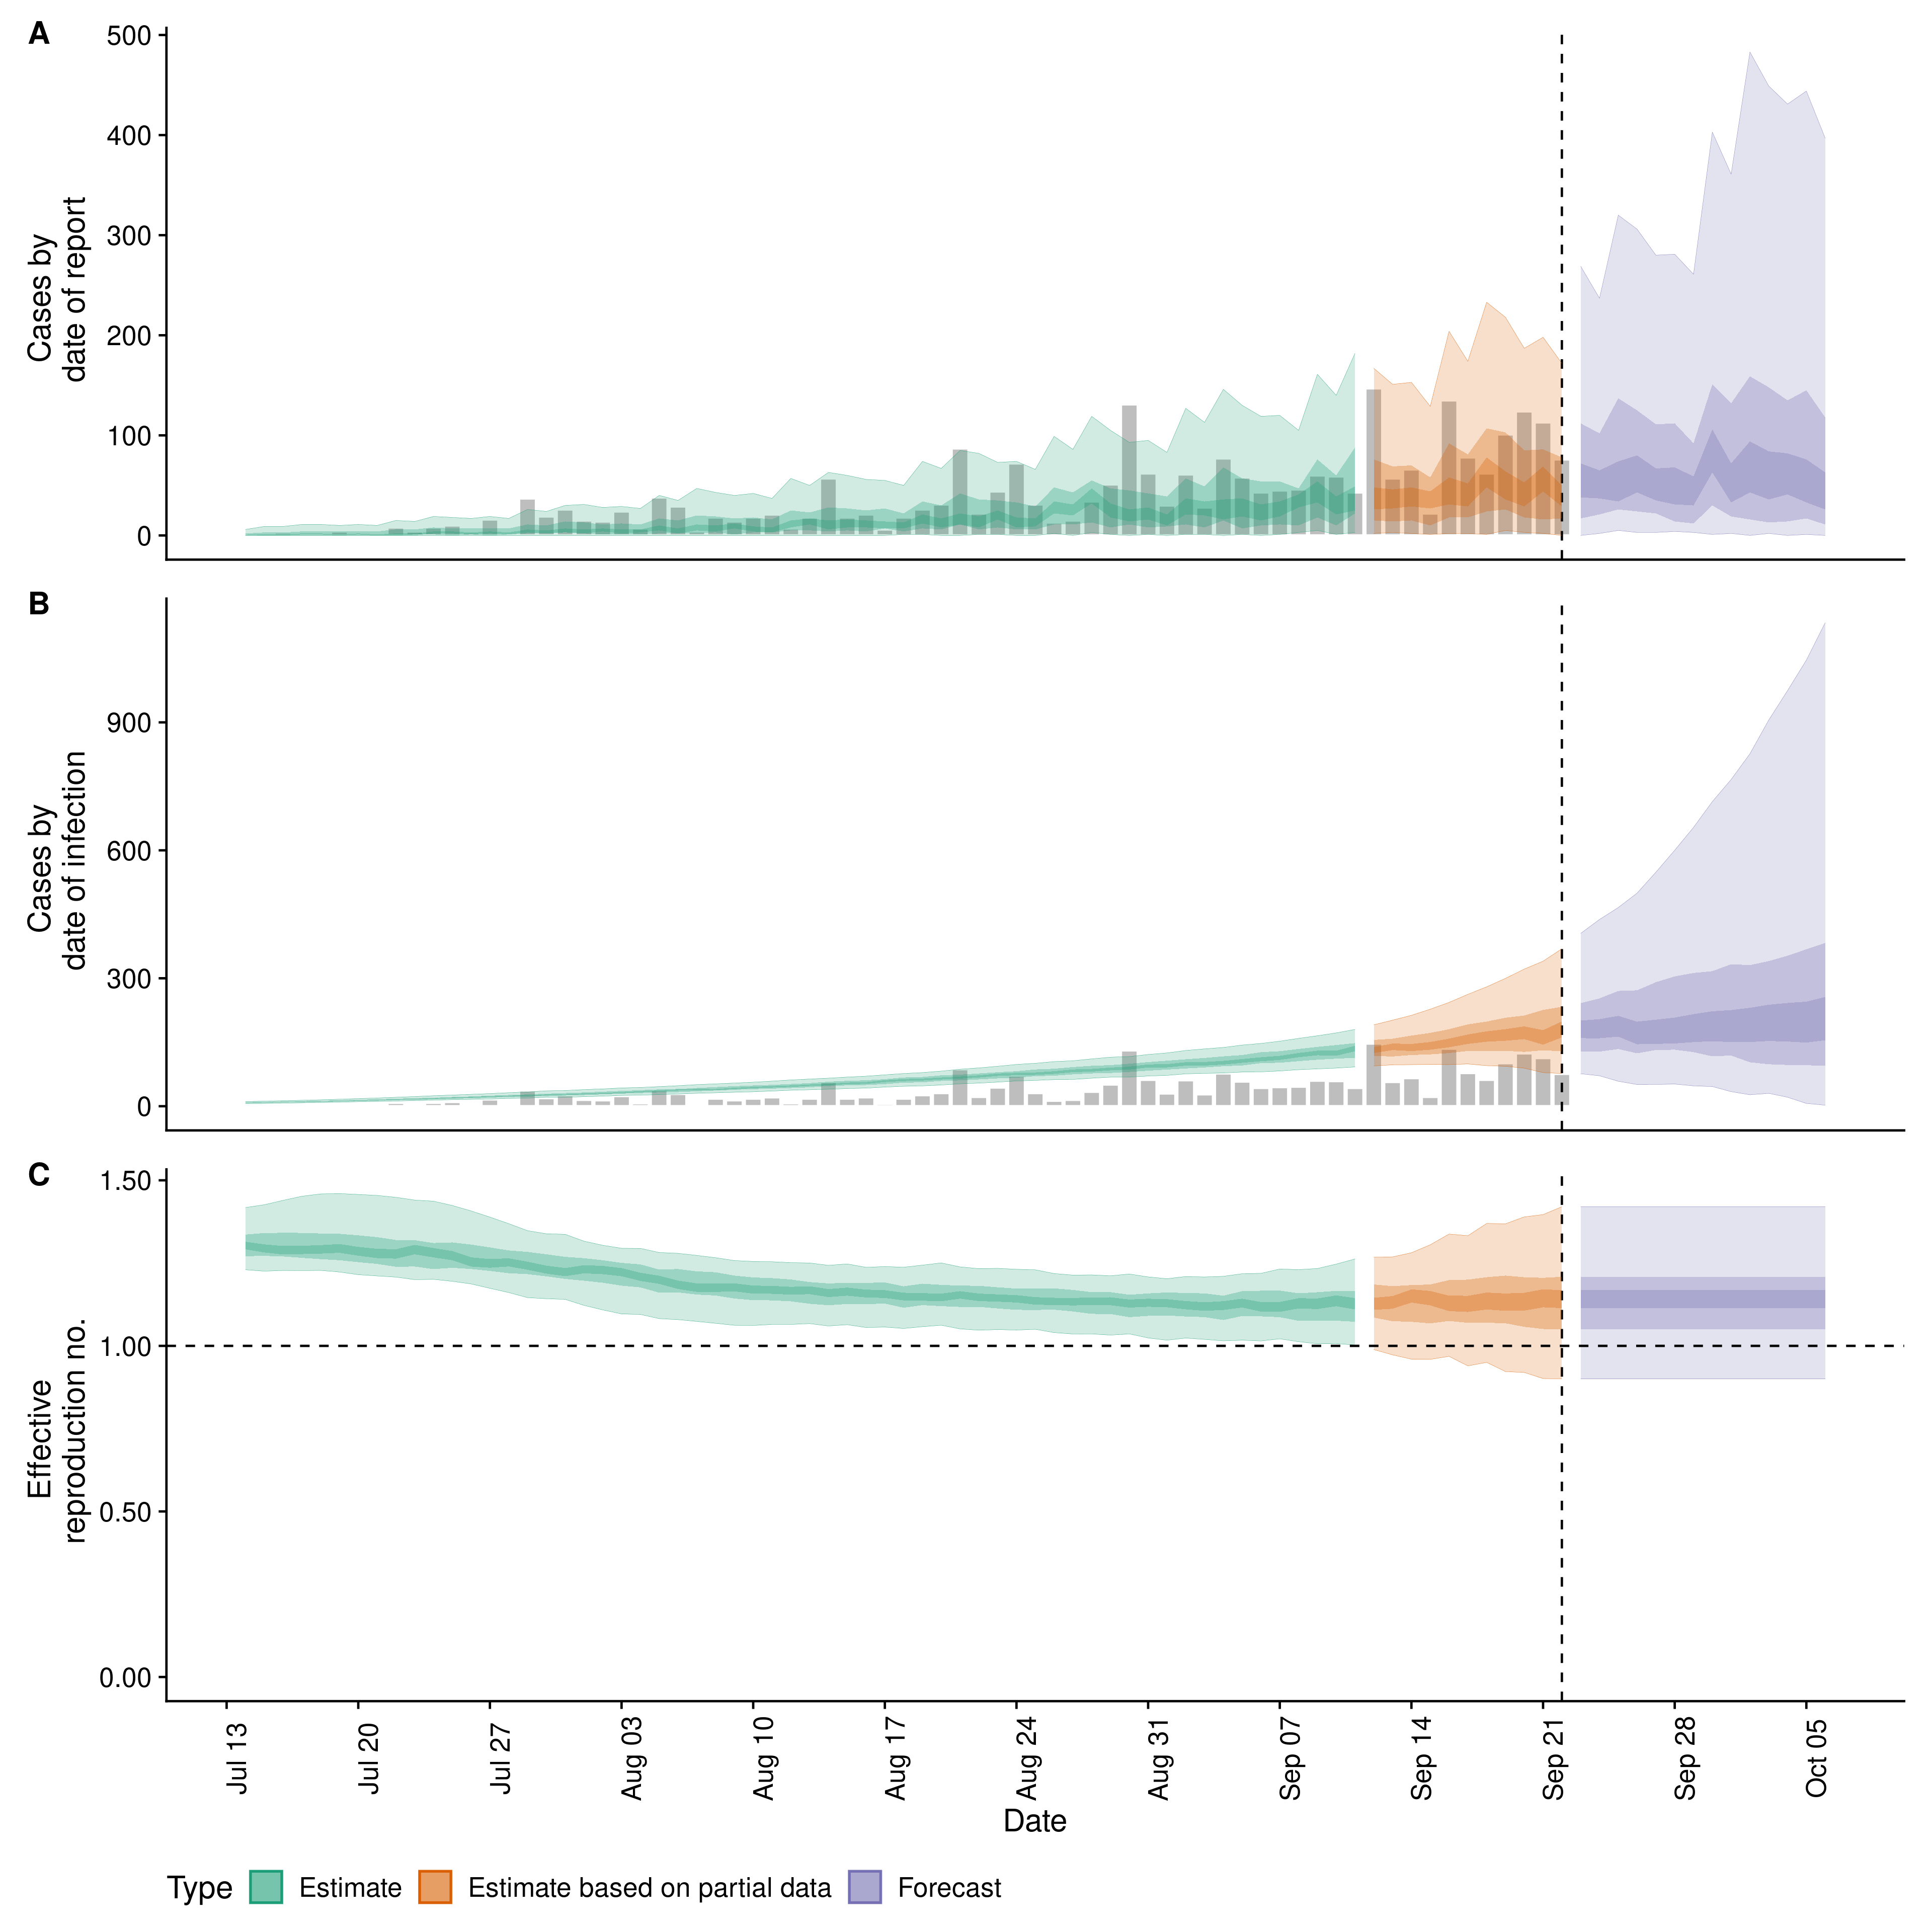 A
500
400
300
200
100
0
Cases by
date of report
B
900
600
300
0
Cases by
date of infection
C
1.50
1.00
0.50
0.00
Effective
reproduction no.
Jul 13
Jul 20
Jul 27
Aug 03
Aug 10
Aug 17
Aug 24
Aug 31
Sep 07
Sep 14
Sep 21
Sep 28
Oct 05
Date
Type Estimate Estimate based on partial data Forecast